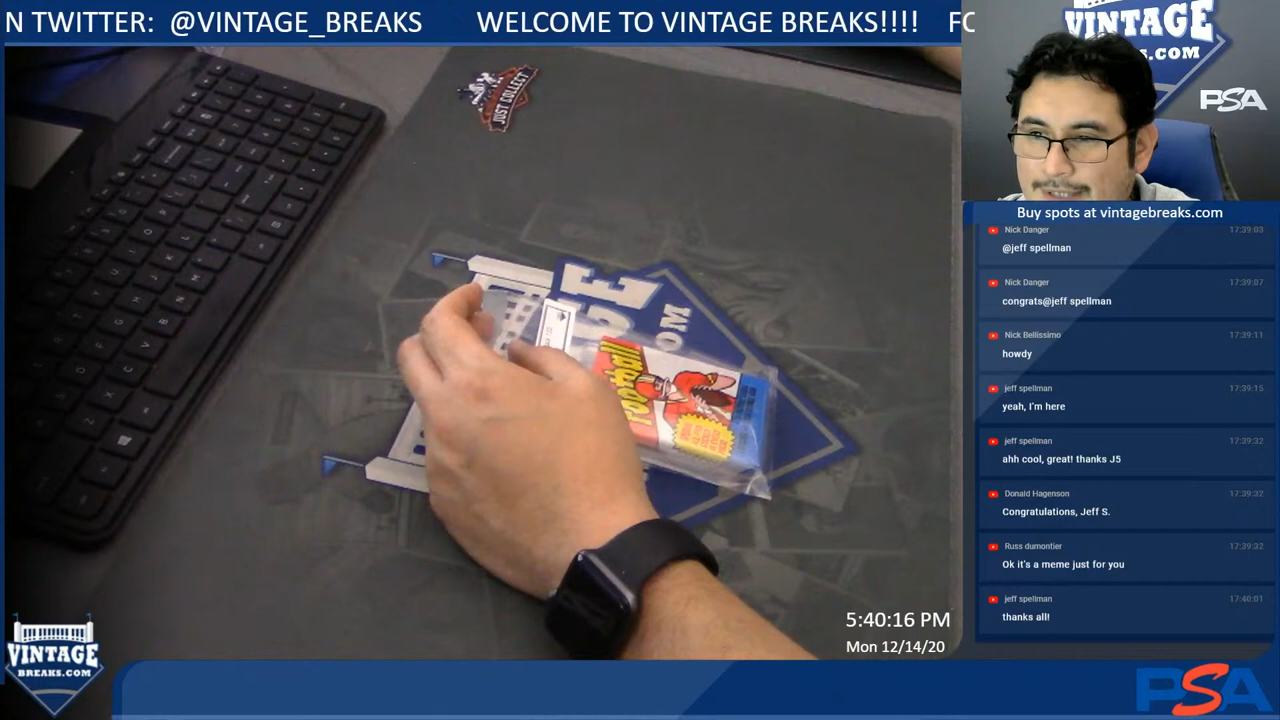 N TWITTER: @VINTAGE_BREAKS WELCOME TO VINTAGE BREAKS!!!! FO
VINTAGE
BREAKS.COM
PSA
JUST COLLECT
Buy spots at vintagebreaks.com
Nick Danger 17:39:03
@jeff spellman
Nick Danger 17:39:07
congrats@jeff spellman
Nick Bellissimo 17:39:11
howdy
jeff spellman 17:39:15
yeah, I'm here
jeff spellman 17:39:32
ahh cool, great! thanks J5
Donald Hagenson 17:39:32
Congratulations, Jeff S.
Russ dumontier 17:39:32
Ok it's a meme just for you
jeff spellman 17:40:01
thanks all!
Football
5:40:16 PM
Mon 12/14/20
VINTAGE
BREAKS.COM
PSA